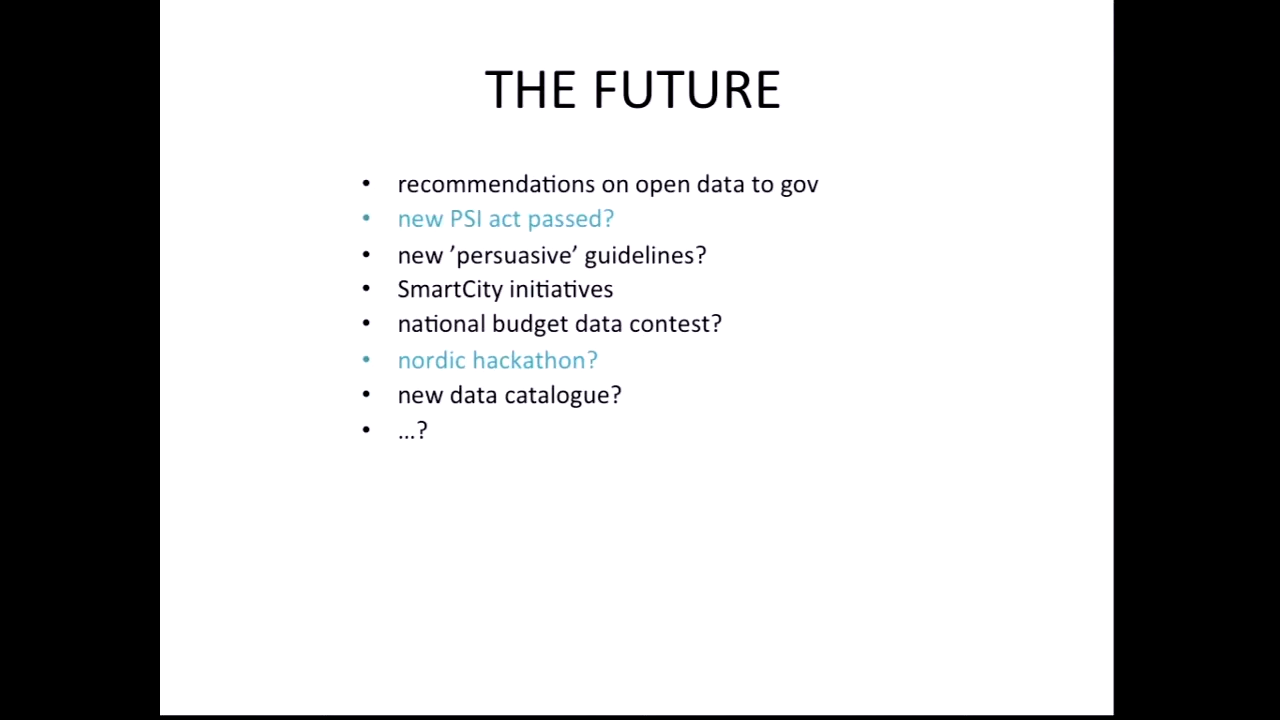 THE FUTURE
• recommendations on open data to gov
• new PSI act passed?
• new ’persuasive’ guidelines?
• SmartCity initiatives
• national budget data contest?
• nordic hackathon?
• new data catalogue?
• ...?